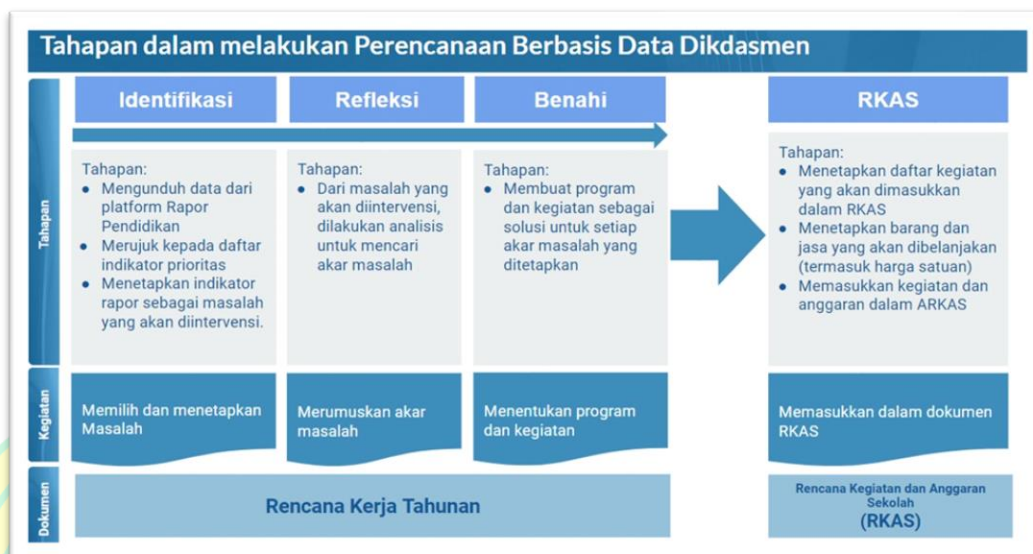 Tahapan dalam melakukan Perencanaan Berbasis Data Dikdasmen
Identifikasi
Refleksi
Benahi
RKAS
Tahapan
Tahapan:
● Mengunduh data dari
platform Rapor
Pendidikan
● Merujuk kepada daftar
indikator prioritas
● Menetapkan indikator
rapor sebagai masalah
yang akan diintervensi.
Tahapan:
● Dari masalah yang
akan diintervensi,
dilakukan analisis
untuk mencari
akar masalah
Tahapan:
● Membuat program
dan kegiatan sebagai
solusi untuk setiap
akar masalah yang
ditetapkan
Tahapan:
● Menetapkan daftar kegiatan
yang akan dimasukkan
dalam RKAS
● Menetapkan barang dan
jasa yang akan dibelanjakan
(termasuk harga satuan)
● Memasukkan kegiatan dan
anggaran dalam ARKAS
Kegiatan
Memilih dan menetapkan
Masalah
Merumuskan akar
masalah
Menentukan program
dan kegiatan
Memasukkan dalam dokumen
RKAS
Dokumen
Rencana Kerja Tahunan
Rencana Kegiatan dan Anggaran
Sekolah
(RKAS)